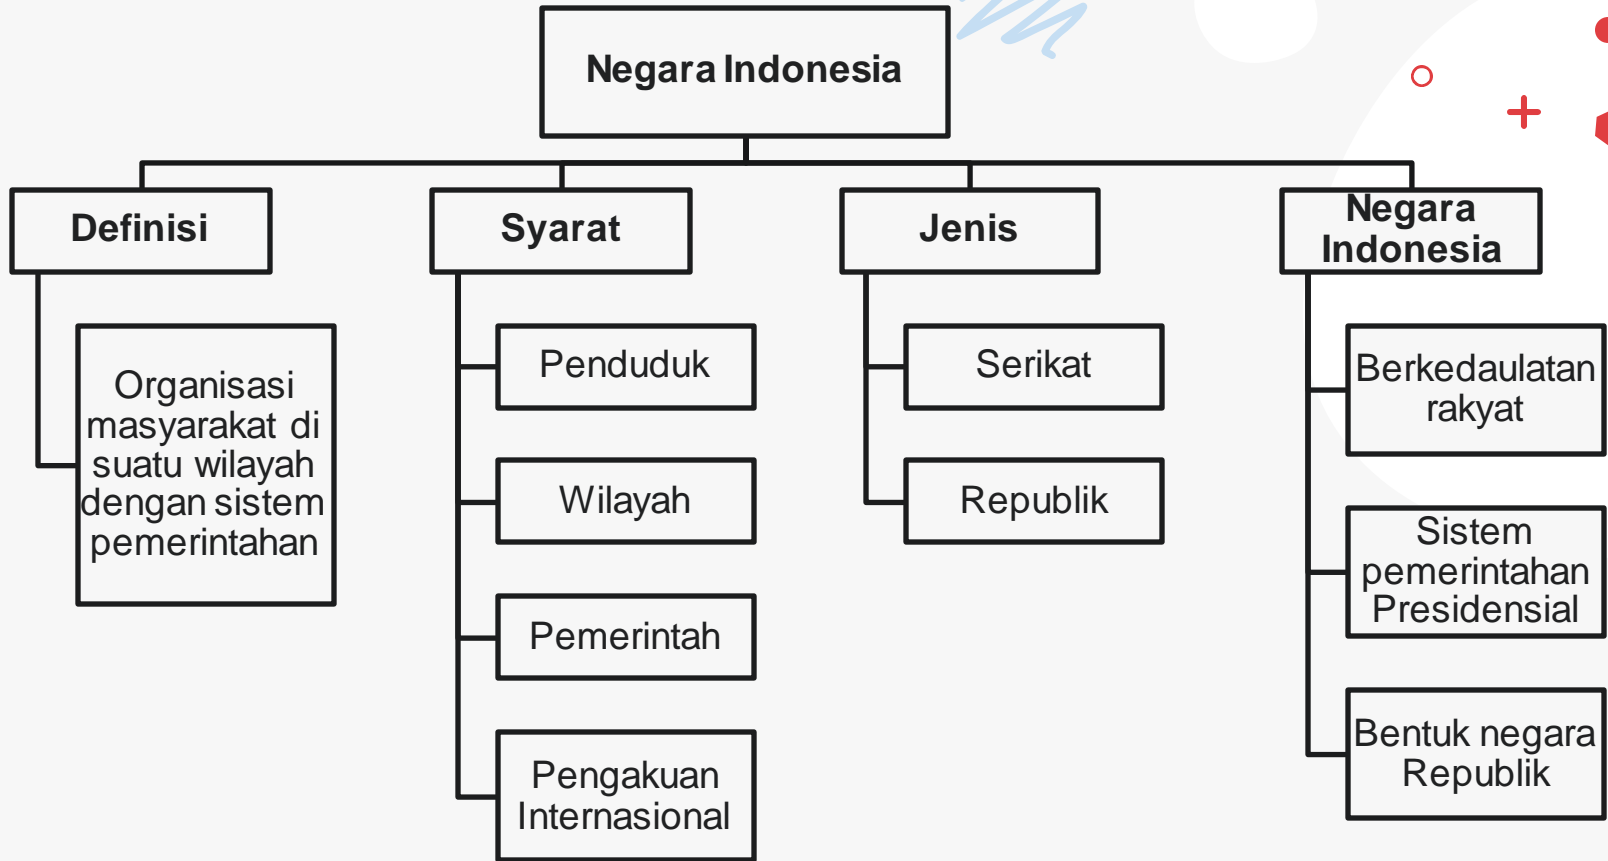 Negara Indonesia
Definisi
Organisasi
masyarakat di
suatu wilayah
dengan sistem
pemerintahan
Syarat
Penduduk
Wilayah
Pemerintah
Pengakuan
Internasional
Jenis
Serikat
Republik
Negara
Indonesia
Berkedaulatan
rakyat
Sistem
pemerintahan
Presidensial
Bentuk negara
Republik